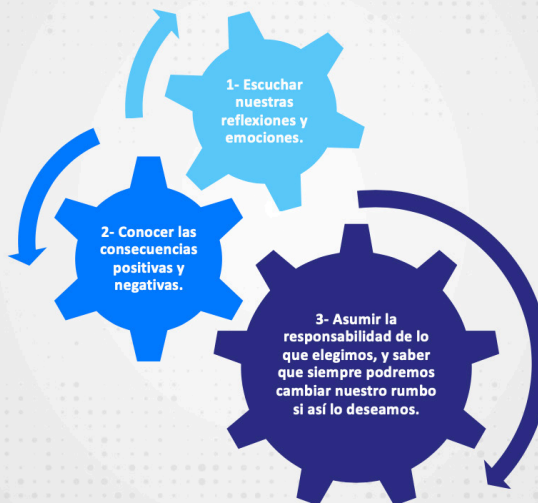 1- Escuchar
nuestras
reflexiones y
emociones.
2- Conocer las
consecuencias
positivas y
negativas.
3- Asumir la
responsabilidad de lo
que elegimos, y saber
que siempre podremos
cambiar nuestro rumbo
si así lo deseamos.